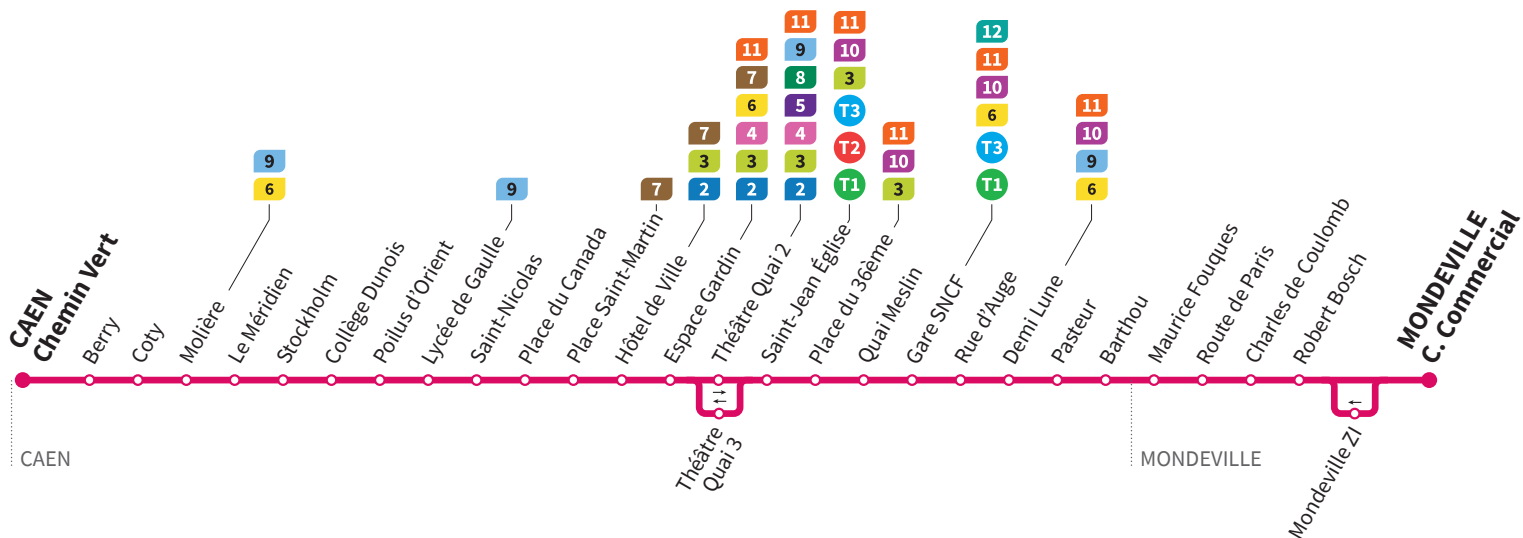 9
6
9
7
7
3
2
11
7
6
4
3
2
11
9
8
5
4
3
2
11
10
3
T3
T2
T1
11
10
3
12
11
10
6
T3
T1
11
10
9
6
CAEN
Chemin Vert
Berry
Coty
Molière
Le Méridien
Stockholm
Collège Dunois
Poilus d’Orient
Lycée de Gaulle
Saint-Nicolas
Place du Canada
Place Saint-Martin
Hôtel de Ville
Espace Gardin
Théâtre Quai 2
Saint-Jean Église
Place du 36ème
Quai Meslin
Gare SNCF
Rue d’Auge
Demi Lune
Pasteur
Barthou
Maurice Fouques
Route de Paris
Charles de Coulomb
Robert Bosch
MONDEVILLE
C. Commercial
Théâtre
Quai 3
Mondeville ZI
CAEN
MONDEVILLE